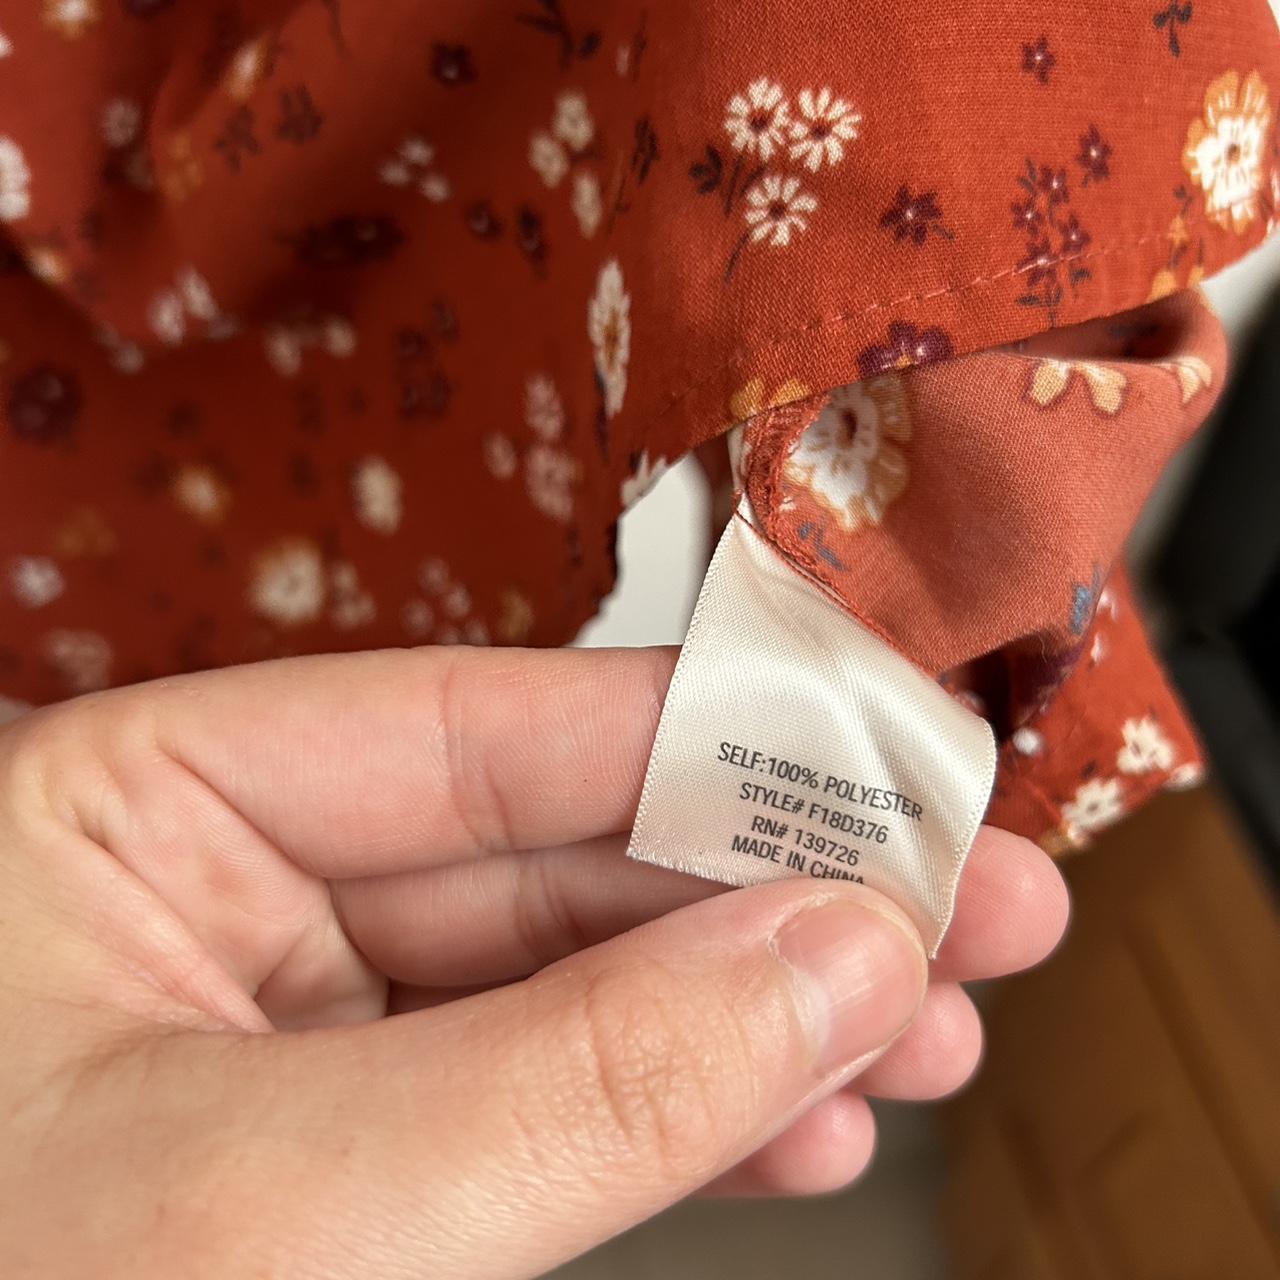 SELF:100% POLYESTER
STYLE# F18D376
RN# 139726
MADE IN CHINA